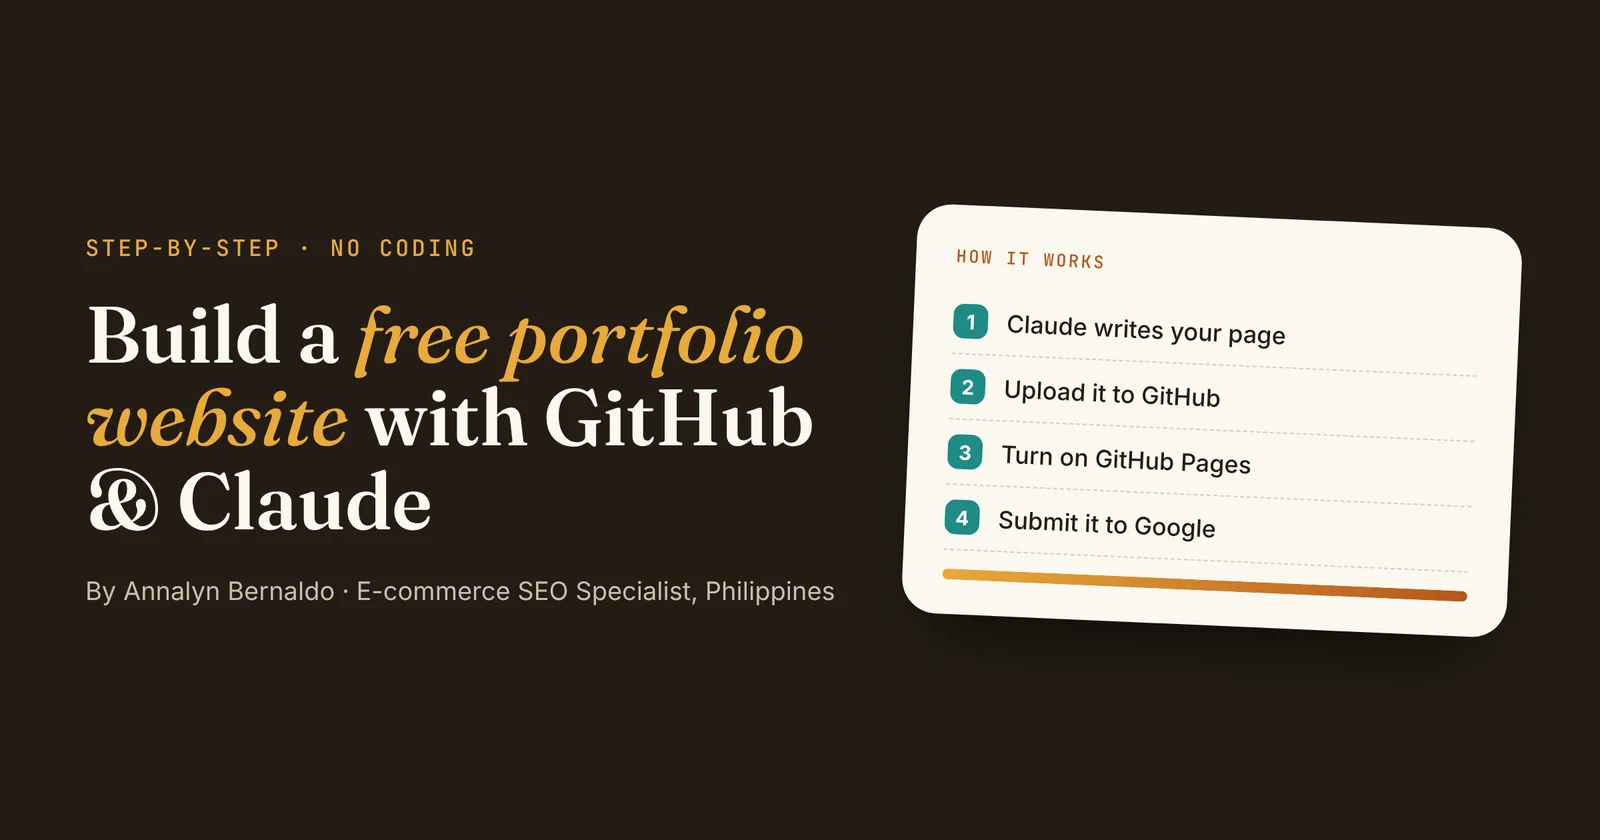 STEP-BY-STEP · NO CODING
Build a free portfolio
website with GitHub
& Claude
By Annalyn Bernaldo · E-commerce SEO Specialist, Philippines
HOW IT WORKS
1 Claude writes your page
2 Upload it to GitHub
3 Turn on GitHub Pages
4 Submit it to Google